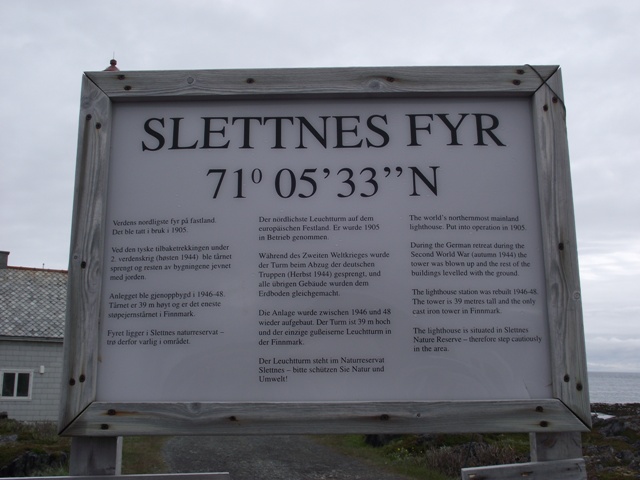 SLETTNES FYR
71⁰ 05’33’’N
Verdens nordligste fyr på fastland.
Det ble tatt i bruk i 1905.
Ved den tyske tilbaketrekkingen under
2. verdenskrig (høsten 1944) ble tårnet
sprengt og resten av bygningene jevnet
med jorden.
Anlegget ble gjenoppbygd i 1946-48.
Tårnet er 39 m høyt og er det eneste
støpejernstårnet i Finnmark.
Fyret ligger i Slettnes naturreservat –
trø derfor varlig i området.
Der nördlichste Leuchtturm auf dem
europäischen Festland. Er wurde 1905
in Betrieb genommen.
Während des Zweiten Weltkrieges wurde
der Turm beim Abzug der deutschen
Truppen (Herbst 1944) gesprengt, und
alle übrigen Gebäude wurden dem
Erdboden gleichgemacht.
Die Anlage wurde zwischen 1946 und 48
wieder aufgebaut. Der Turm ist 39 m hoch
und der einzige gußeiserne Leuchtturm in
der Finnmark.
Der Leuchtturm steht im Naturreservat
Slettnes – bitte schützen Sie Natur und
Umwelt!
The world’s northernmost mainland
lighthouse. Put into operation in 1905.
During the German retreat during the
Second World War (autumn 1944) the
tower was blown up and the rest of the
buildings levelled with the ground.
The lighthouse station was rebuilt 1946-48.
The tower is 39 metres tall and the only
cast iron tower in Finnmark.
The lighthouse is situated in Slettnes
Nature Reserve – therefore step cautiously
in the area.